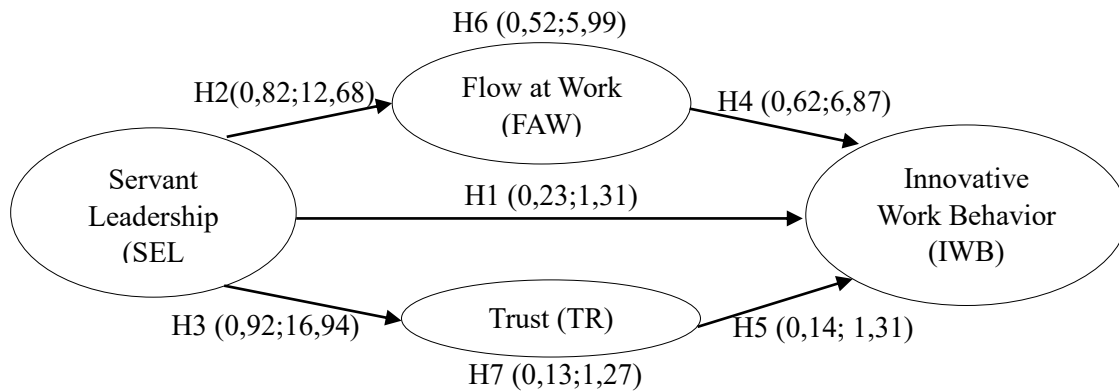 H6 (0,52;5,99)
Flow at Work
(FAW)
H2(0,82;12,68)
H4 (0,62;6,87)
Servant
Leadership
(SEL
H1 (0,23;1,31)
Innovative
Work Behavior
(IWB)
Trust (TR)
H3 (0,92;16,94)
H5 (0,14; 1,31)
H7 (0,13;1,27)